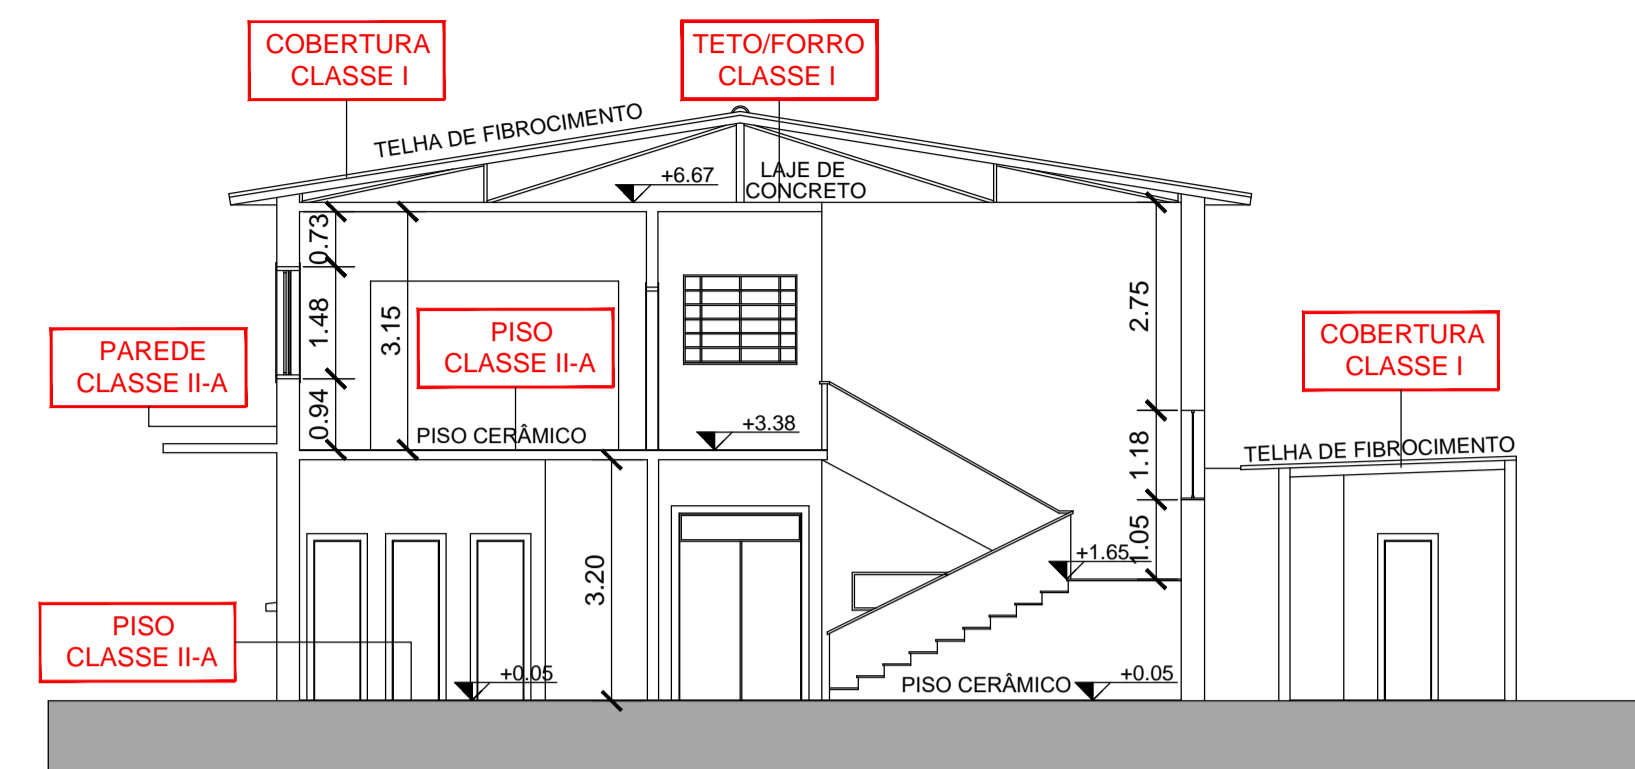 COBERTURA
CLASSE I
TETO/FORRO
CLASSE I
TELHA DE FIBROCIMENTO
+6.67
LAJE DE
CONCRETO
0.73
1.48
3.15
0.94
2.75
1.18
1.05
PISO
CLASSE II-A
PAREDE
CLASSE II-A
COBERTURA
CLASSE I
PISO CERÂMICO
+3.38
TELHA DE FIBROCIMENTO
3.20
+1.65
PISO
CLASSE II-A
+0.05
PISO CERÂMICO
+0.05